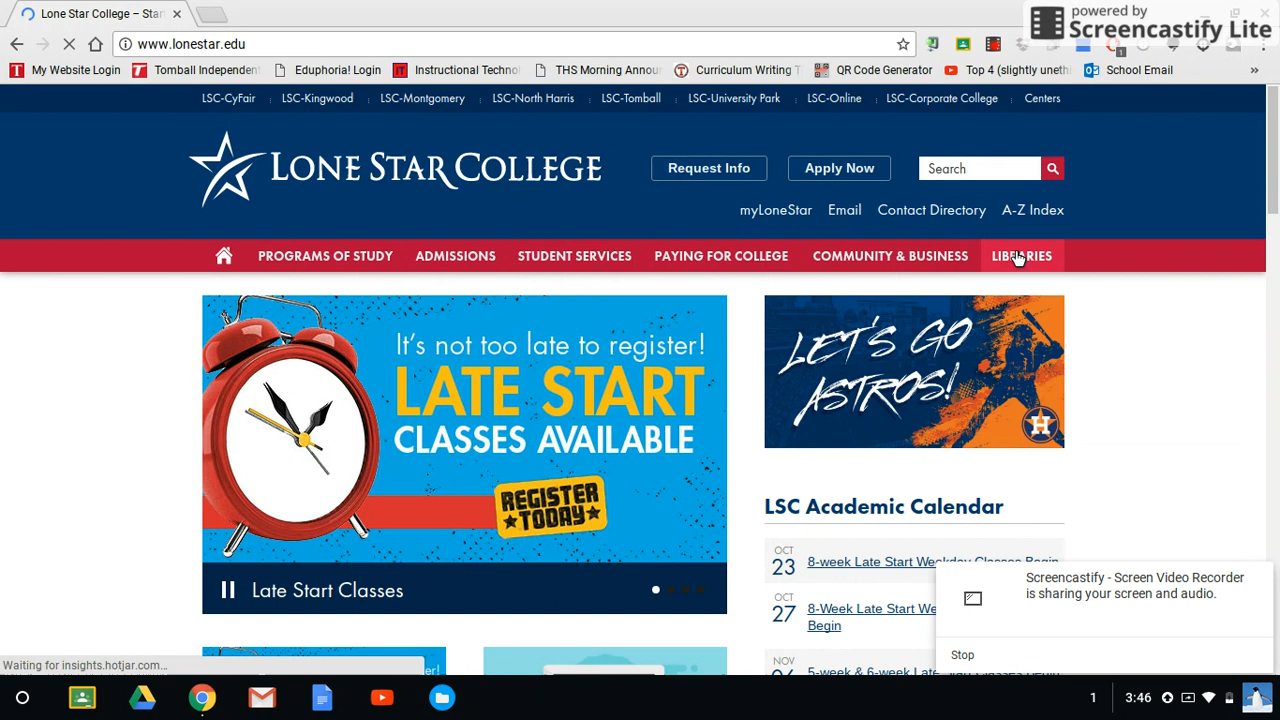 Lone Star College – Star
powered by
Screencastify Lite
www.lonestar.edu
1
My Website Login
Tomball Independent
Eduphoria! Login
Instructional Techno
THS Morning Annou
Curriculum Writing T
QR Code Generator
Top 4 (slightly uneth
School Email
»
LSC-CyFair
LSC-Kingwood
LSC-Montgomery
LSC-North Harris
LSC-Tomball
LSC-University Park
LSC-Online
LSC-Corporate College
Centers
LONE STAR COLLEGE
Request Info
Apply Now
Search
myLoneStar
Email
Contact Directory
A-Z Index
PROGRAMS OF STUDY
ADMISSIONS
STUDENT SERVICES
PAYING FOR COLLEGE
COMMUNITY & BUSINESS
LIBRARIES
It's not too late to register!
LATE START
CLASSES AVAILABLE
REGISTER
TODAY
Late Start Classes
LET'S GO
ASTROS!
H
LSC Academic Calendar
OCT
23
8-week Late Start Weekday Classes Begin
OCT
27
8-Week Late Start We
Begin
NOV
Screencastify - Screen Video Recorder
is sharing your screen and audio.
Stop
Waiting for insights.hotjar.com...
1
3:46